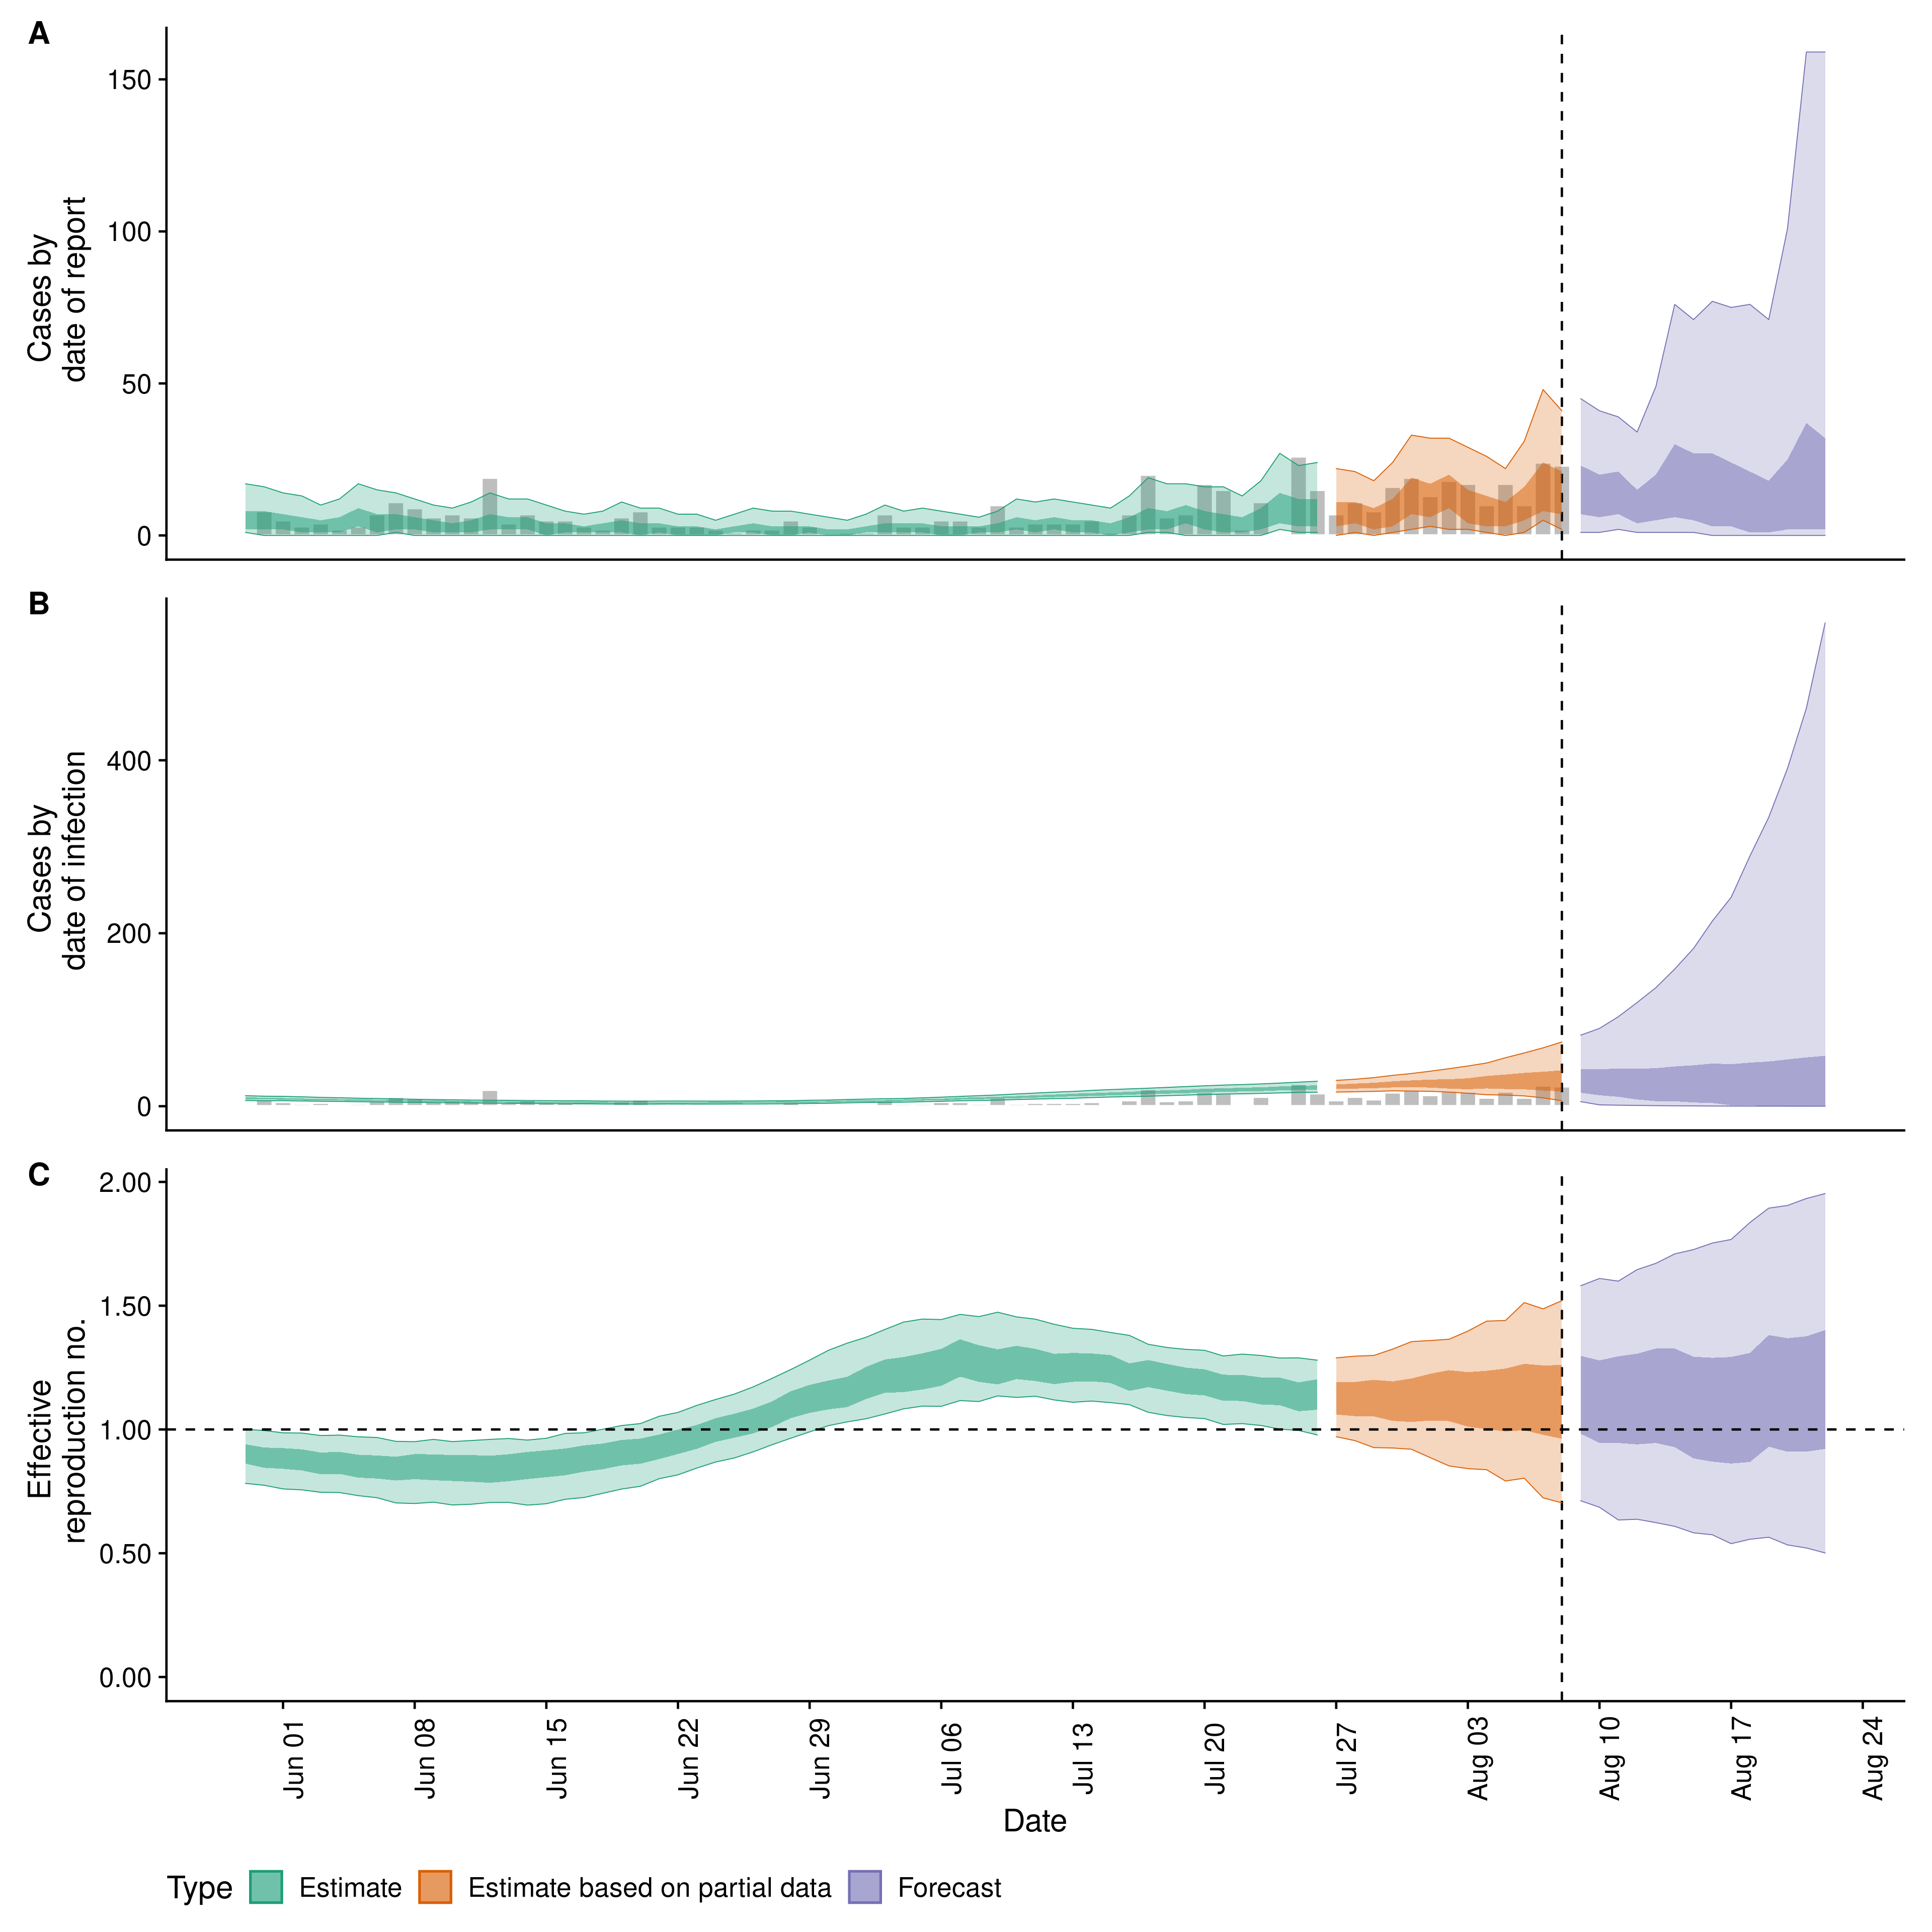 A
Cases by
date of report
150
100
50
0
B
Cases by
date of infection
400
200
0
C
Effective
reproduction no.
2.00
1.50
1.00
0.50
0.00
Jun 01
Jun 08
Jun 15
Jun 22
Jun 29
Jul 06
Jul 13
Jul 20
Jul 27
Aug 03
Aug 10
Aug 17
Aug 24
Date
Type Estimate Estimate based on partial data Forecast